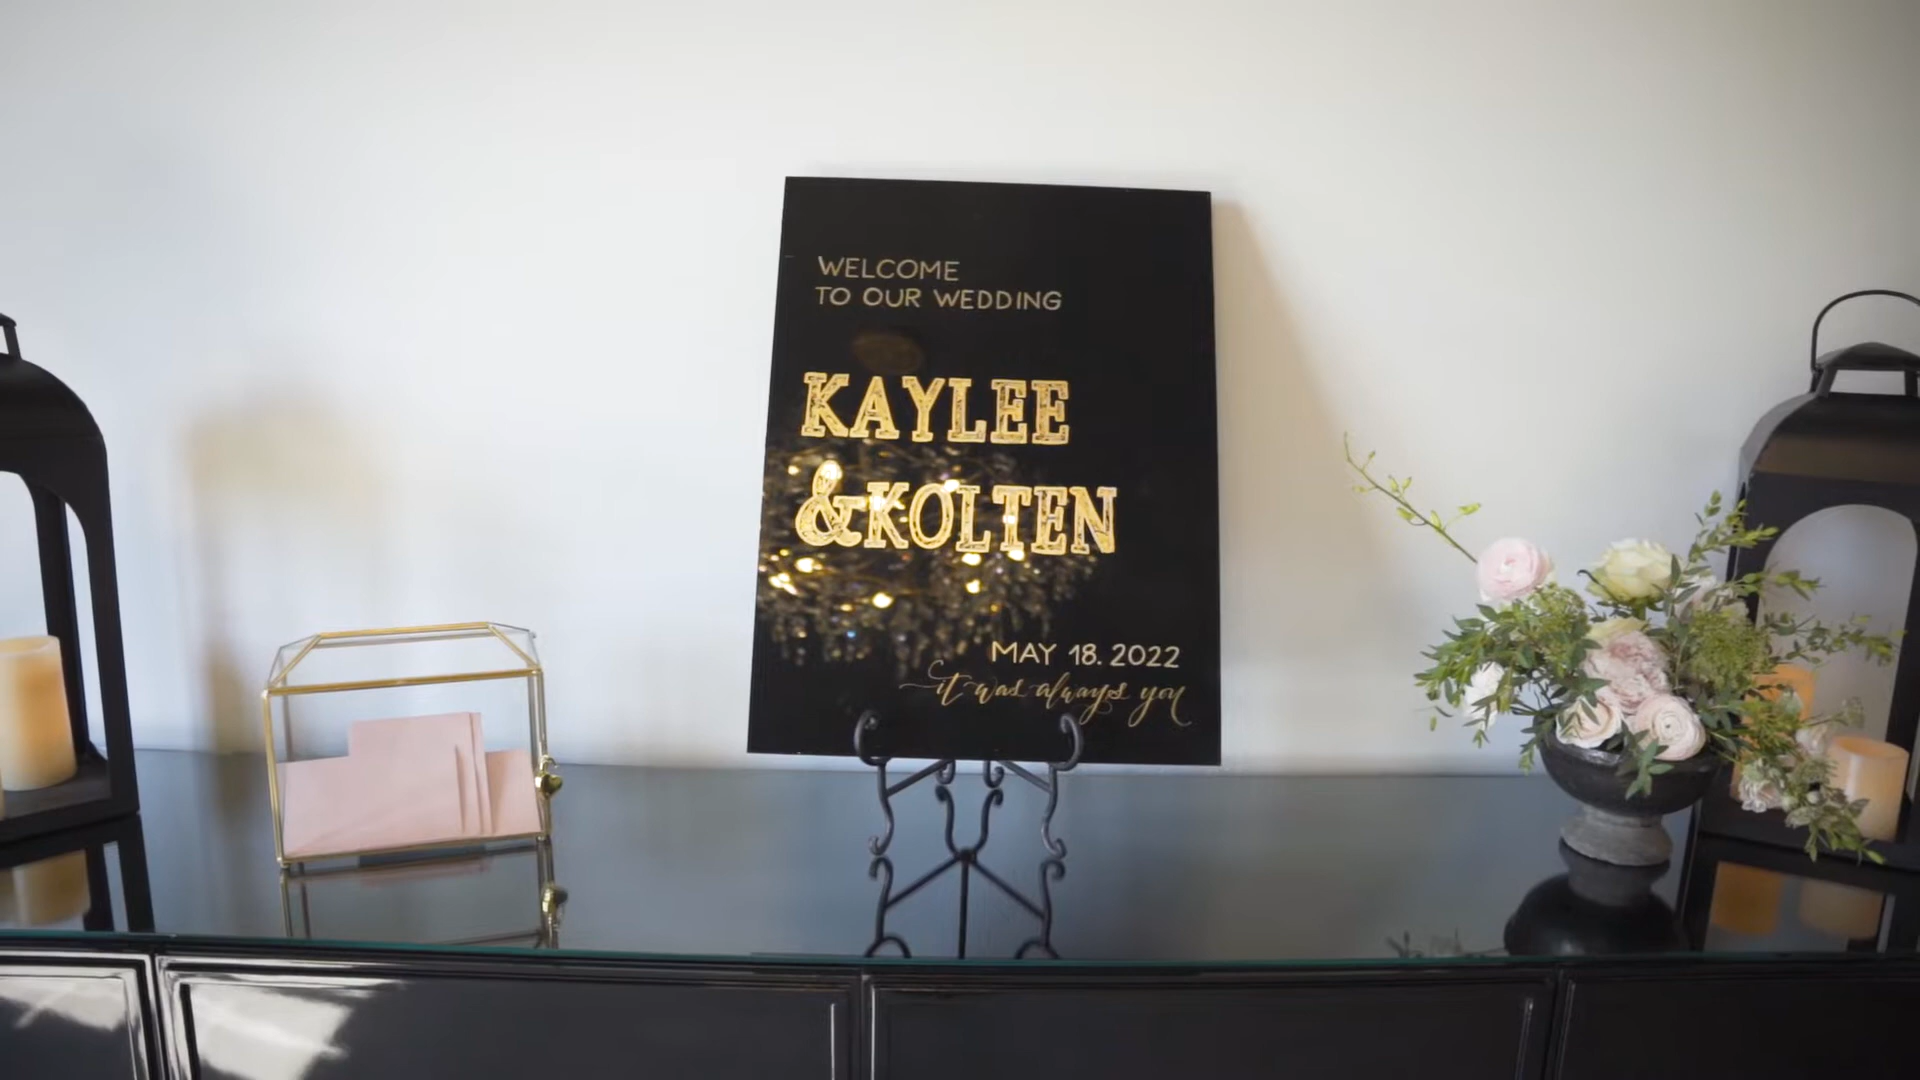 WELCOME
TO OUR WEDDING
KAYLEE
&KOLTEN
MAY 18. 2022
it was always you